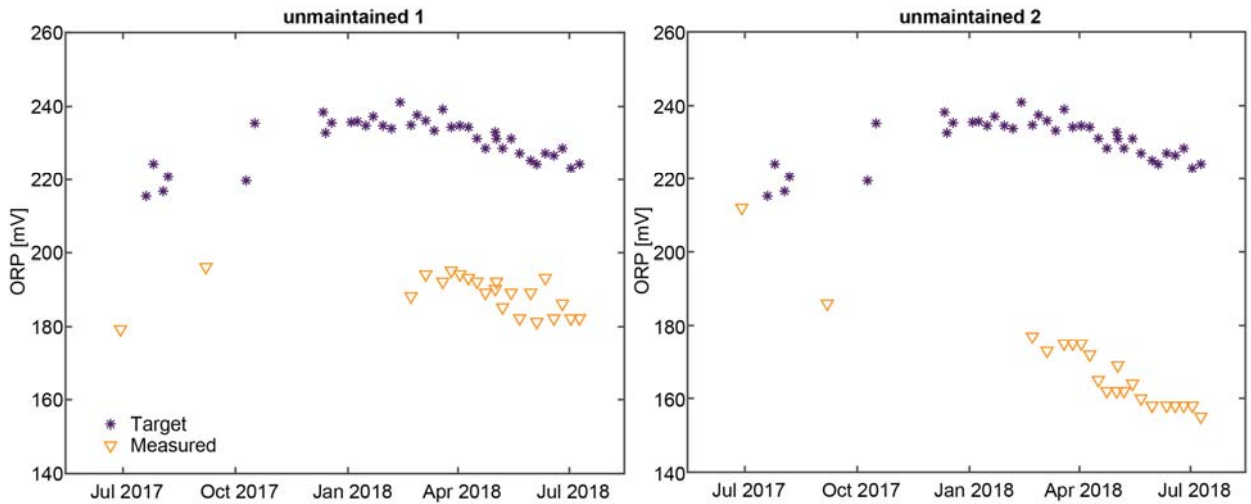 unmaintained 1
unmaintained 2
ORP [mV]
260
240
220
200
180
160
140
Jul 2017
Oct 2017
Jan 2018
Apr 2018
Jul 2018
Target
Measured
ORP [mV]
260
240
220
200
180
160
140
Jul 2017
Oct 2017
Jan 2018
Apr 2018
Jul 2018